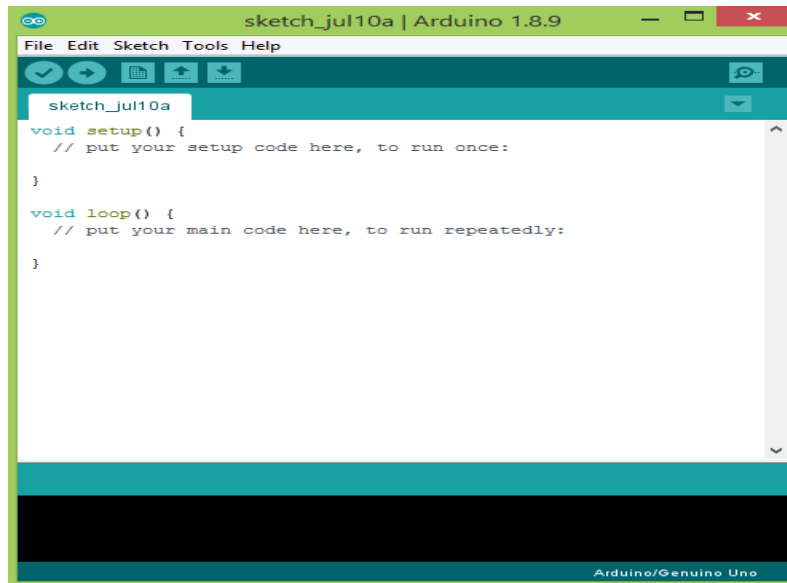 sketch_jul10a | Arduino 1.8.9
File Edit Sketch Tools Help
sketch_jul10a
void setup() {
  // put your setup code here, to run once:
}
void loop() {
  // put your main code here, to run repeatedly:
}
Arduino/Genuino Uno